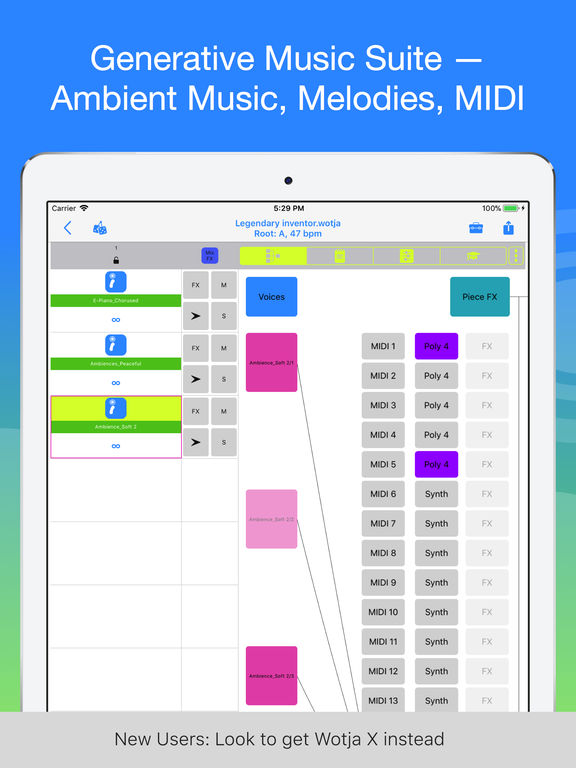 Generative Music Suite —
Ambient Music, Melodies, MIDI
Carrier 5:29 PM 100%
Legendary inventor.wotja
Root: A, 47 bpm
1
Mix
FX
E-Piano_Chorused
∞
FX M
S
Ambiences_Peaceful
∞
FX M
S
Ambience_Soft 2
∞
FX M
S
Voices
Piece FX
Ambience_Soft 2/1
Ambience_Soft 2/2
Ambience_Soft 2/3
MIDI 1 Poly 4 FX
MIDI 2 Poly 4 FX
MIDI 3 Poly 4 FX
MIDI 4 Poly 4 FX
MIDI 5 Poly 4 FX
MIDI 6 Synth FX
MIDI 7 Synth FX
MIDI 8 Synth FX
MIDI 9 Synth FX
MIDI 10 Synth FX
MIDI 11 Synth FX
MIDI 12 Synth FX
MIDI 13 Synth FX
New Users: Look to get Wotja X instead